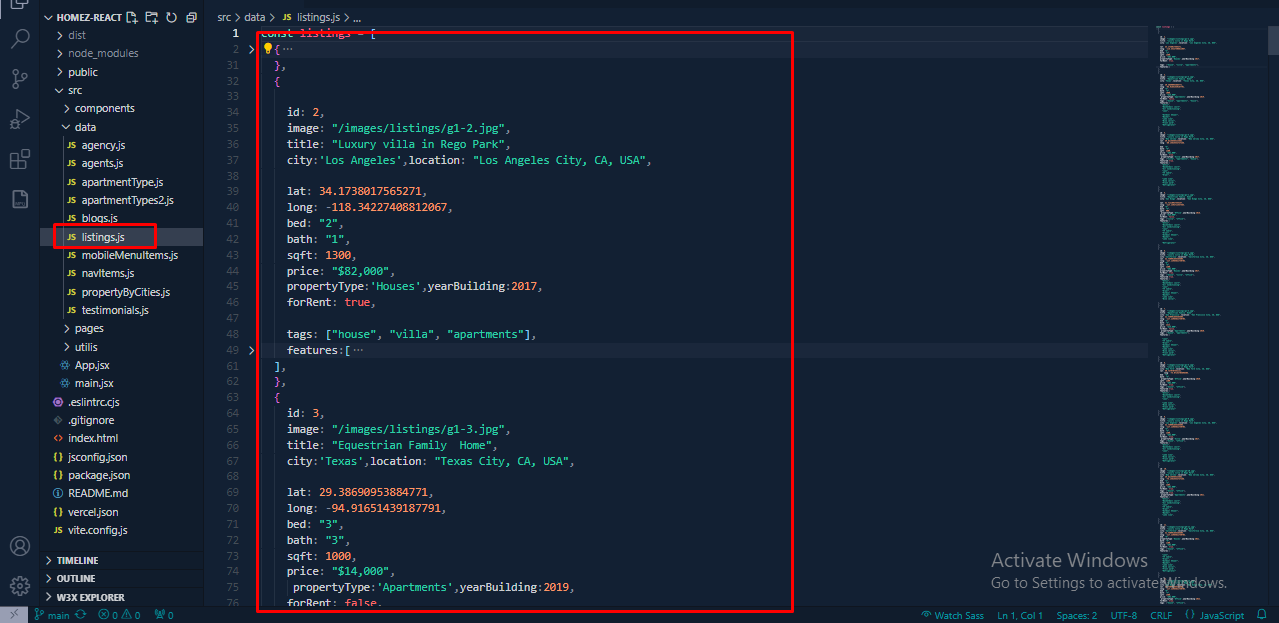 HOMEZ-REACT
dist
node_modules
public
src
components
data
JS agency.js
JS agents.js
JS apartmentType.js
JS apartmentTypes2.js
JS blogs.js
JS listings.js
JS mobileMenuItems.js
JS navItems.js
JS propertyByCities.js
JS testimonials.js
pages
utilis
App.jsx
main.jsx
.eslintrc.cjs
.gitignore
<> index.html
{} jsconfig.json
{} package.json
README.md
{} vercel.json
JS vite.config.js
TIMELINE
OUTLINE
W3X EXPLORER
src > data > JS listings.js > ...
1 const listings = [
2 { ...
31 },
32 {
33
34 id: 2,
35 image: "/images/listings/g1-2.jpg",
36 title: "Luxury villa in Rego Park",
37 city:'Los Angeles',location: "Los Angeles City, CA, USA",
38
39 lat: 34.1738017565271,
40 long: -118.34227408812067,
41 bed: "2",
42 bath: "1",
43 sqft: 1300,
44 price: "$82,000",
45 propertyType:'Houses',yearBuilding:2017,
46 forRent: true,
47
48 tags: ["house", "villa", "apartments"],
49 features:[ ...
61 ],
62 },
63 {
64 id: 3,
65 image: "/images/listings/g1-3.jpg",
66 title: "Equestrian Family  Home",
67 city:'Texas',location: "Texas City, CA, USA",
68
69 lat: 29.38690953884771,
70 long: -94.91651439187791,
71 bed: "3",
72 bath: "3",
73 sqft: 1000,
74 price: "$14,000",
75 propertyType:'Apartments',yearBuilding:2019,
76 forRent: false,
Activate Windows
Go to Settings to activate Windows.
main 0 0 0 Watch Sass Ln 1, Col 1 Spaces: 2 UTF-8 CRLF {} JavaScript